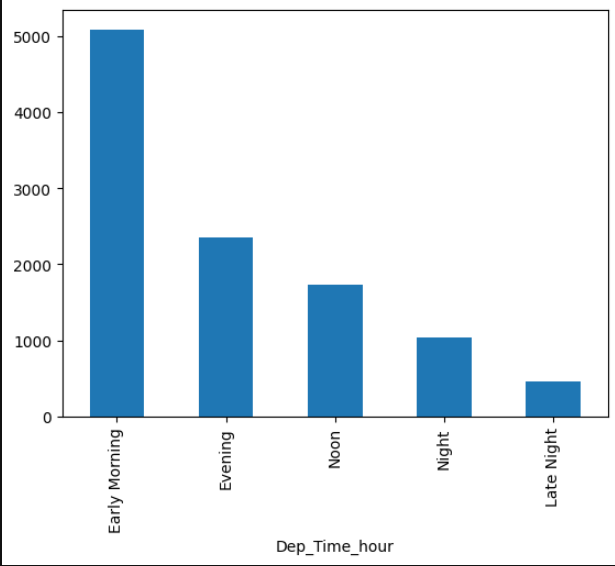 5000
4000
3000
2000
1000
0
Early Morning
Evening
Noon
Night
Late Night
Dep_Time_hour